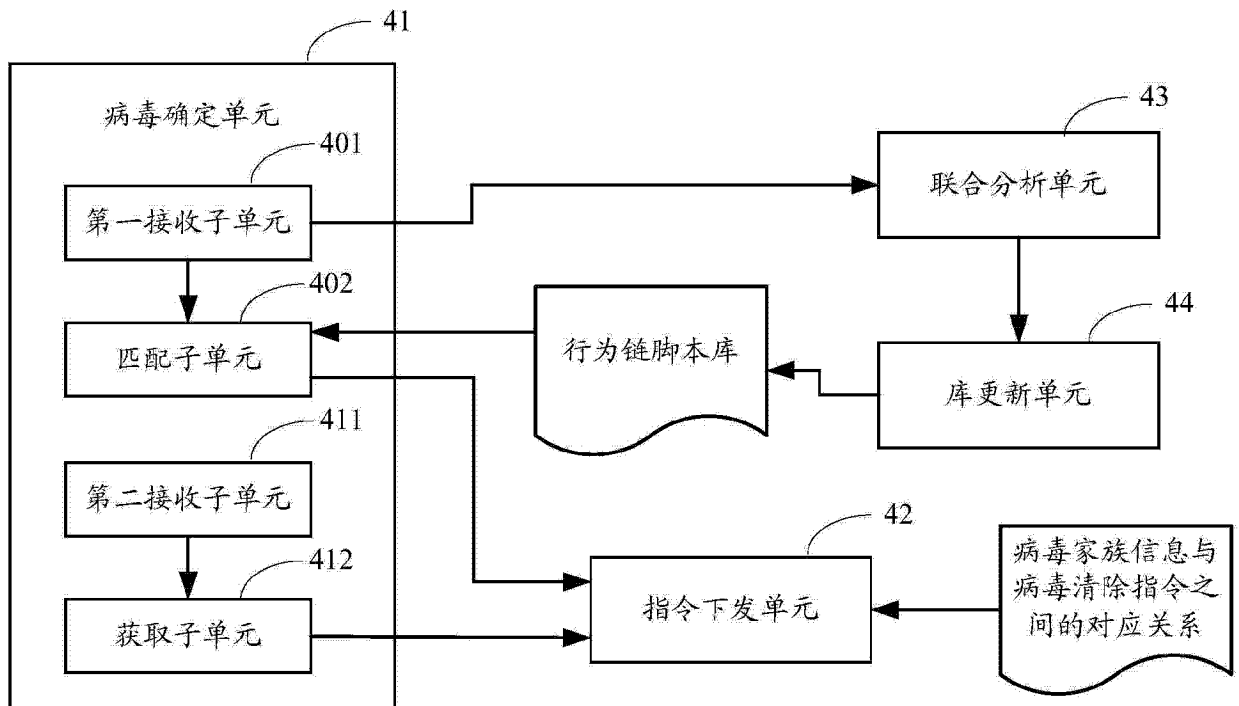 41
病毒确定单元
401
第一接收子单元
402
匹配子单元
411
第二接收子单元
412
获取子单元
43
联合分析单元
44
库更新单元
行为链脚本库
42
指令下发单元
病毒家族信息与
病毒清除指令之
间的对应关系